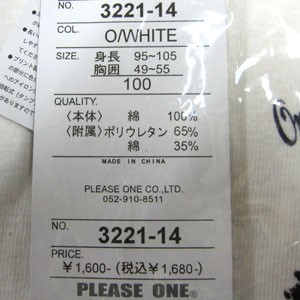 NO. 3221-14
COL. O/WHITE
SIZE. 身長 95~105
胸囲 49~55
100
QUALITY.
〈本体〉 綿 100%
〈附属〉ポリウレタン 65%
綿 35%
MADE IN CHINA
PLEASE ONE CO.,LTD.
052-910-8511
NO. 3221-14
PRICE.
¥1,600-(税込¥1,680-)
PLEASE ONE®